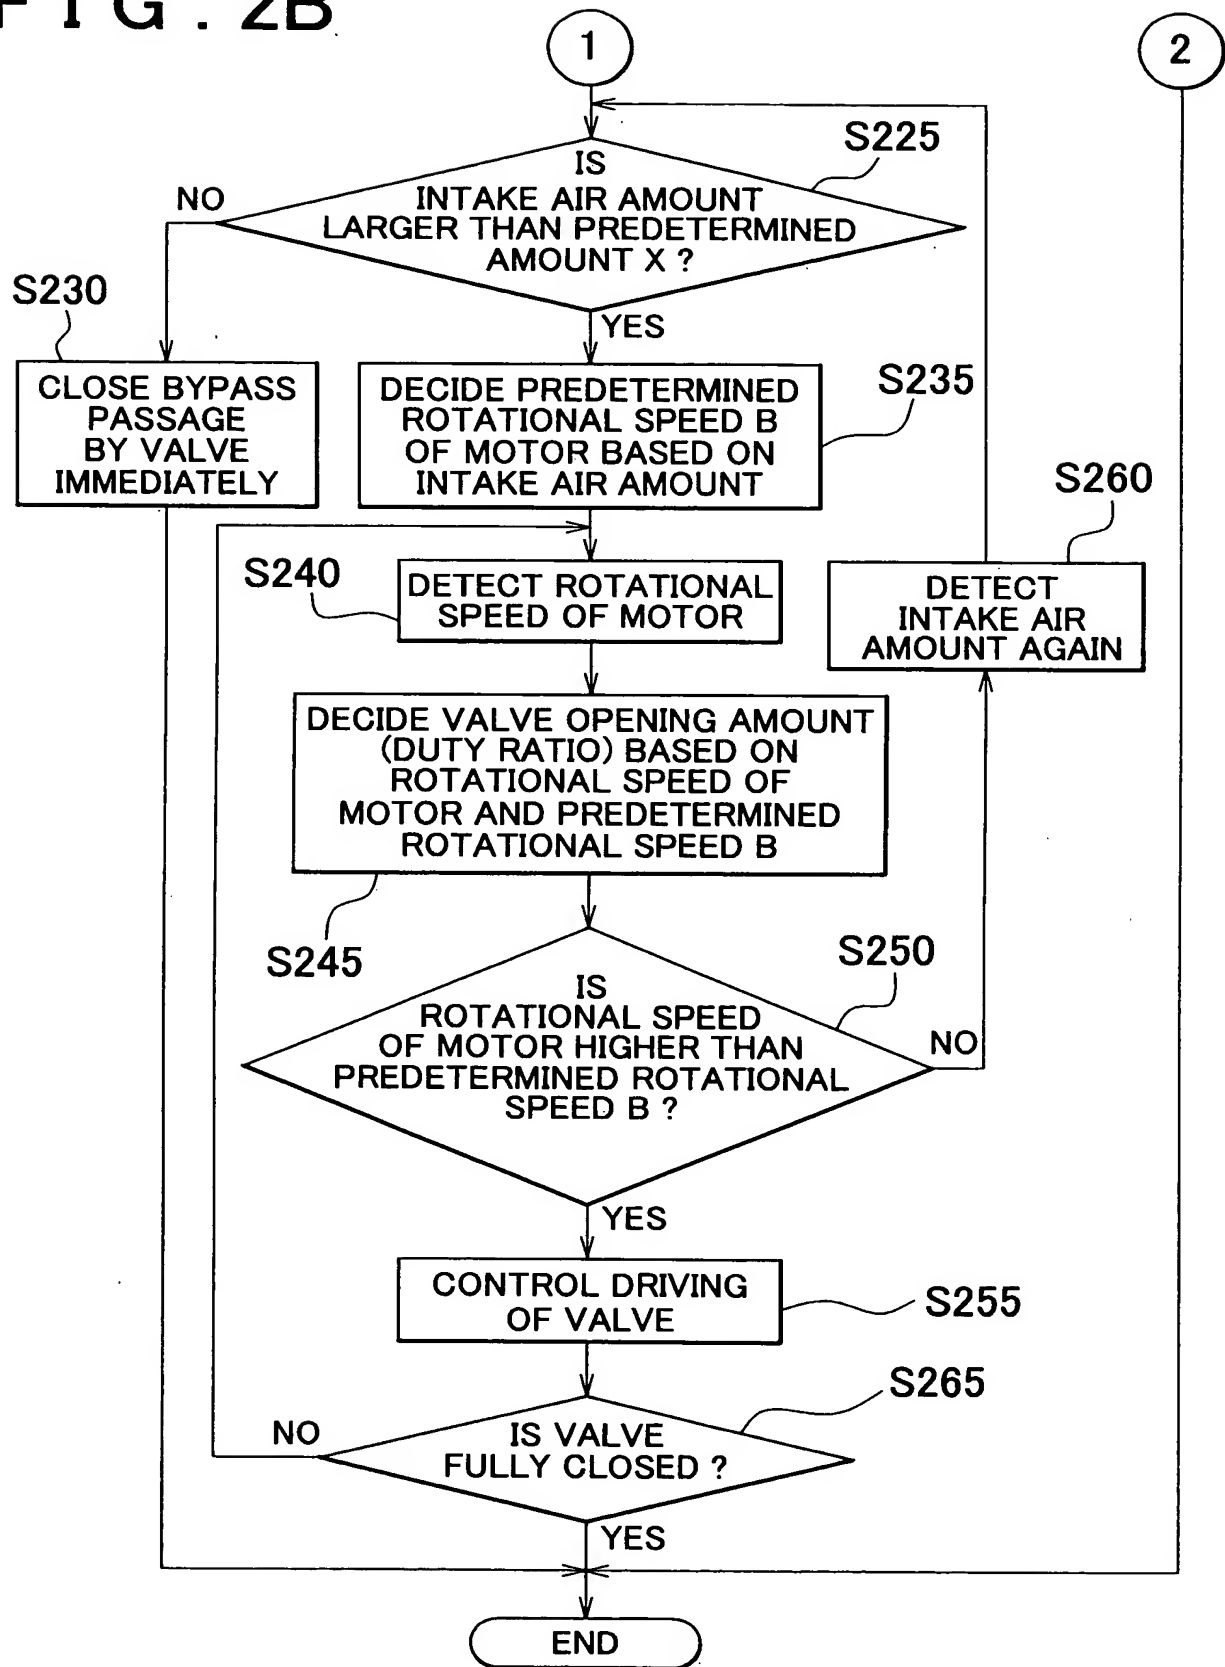 FIG. 2B
1
2
S225
IS
INTAKE AIR AMOUNT
LARGER THAN PREDETERMINED
AMOUNT X ?
NO
YES
S230
CLOSE BYPASS
PASSAGE
BY VALVE
IMMEDIATELY
S235
DECIDE PREDETERMINED
ROTATIONAL SPEED B
OF MOTOR BASED ON
INTAKE AIR AMOUNT
S240
DETECT ROTATIONAL
SPEED OF MOTOR
S260
DETECT
INTAKE AIR
AMOUNT AGAIN
DECIDE VALVE OPENING AMOUNT
(DUTY RATIO) BASED ON
ROTATIONAL SPEED OF
MOTOR AND PREDETERMINED
ROTATIONAL SPEED B
S245
S250
IS
ROTATIONAL SPEED
OF MOTOR HIGHER THAN
PREDETERMINED ROTATIONAL
SPEED B ?
NO
YES
CONTROL DRIVING
OF VALVE
S255
S265
IS VALVE
FULLY CLOSED ?
NO
YES
END